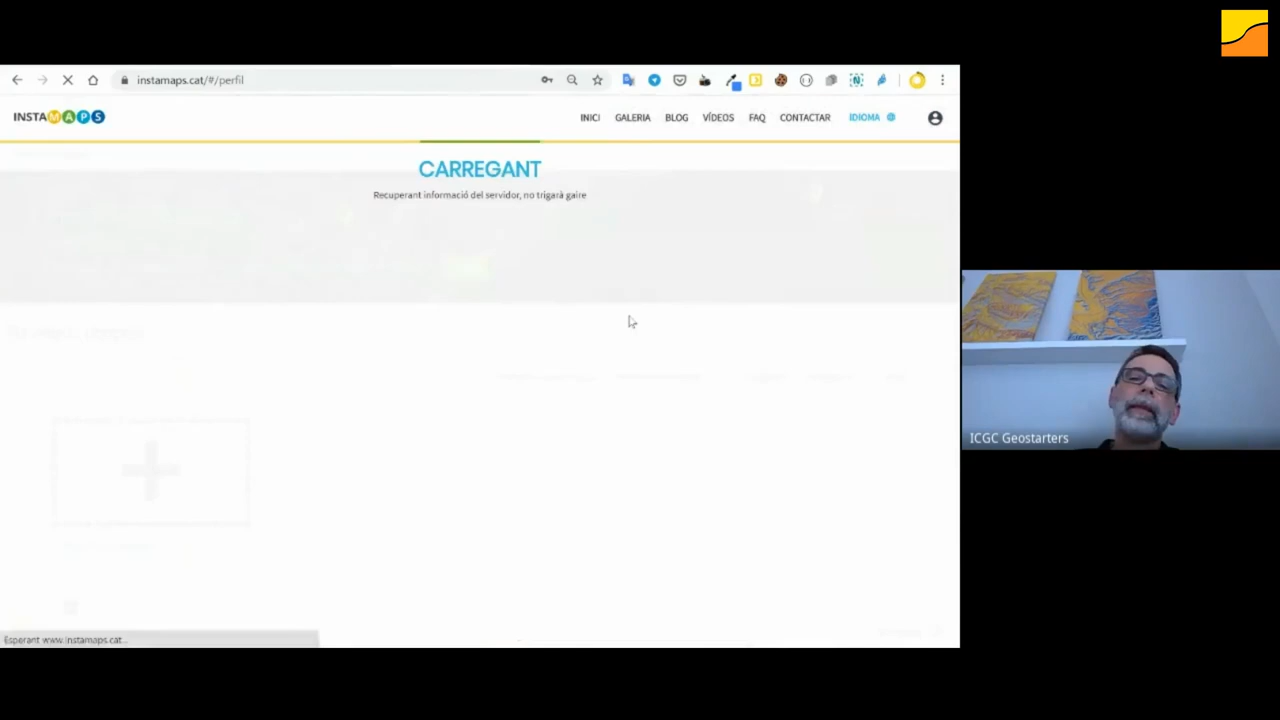 instamaps.cat/#/perfil
INSTAMAPS
INICI GALERIA BLOG VÍDEOS FAQ CONTACTAR IDIOMA
CARREGANT
Recuperant informació del servidor, no trigarà gaire
ICGC Geostarters
Esperant www.instamaps.cat...